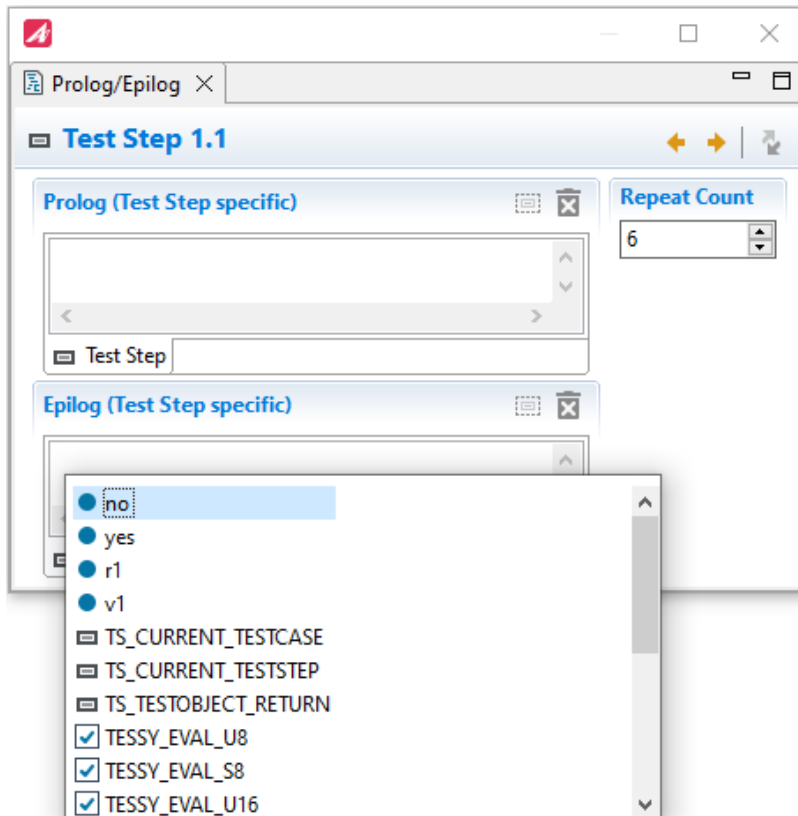 Prolog/Epilog
Test Step 1.1
Prolog (Test Step specific)
Repeat Count
6
Test Step
Epilog (Test Step specific)
no
yes
r1
v1
TS_CURRENT_TESTCASE
TS_CURRENT_TESTSTEP
TS_TESTOBJECT_RETURN
TESSY_EVAL_U8
TESSY_EVAL_S8
TESSY_EVAL_U16